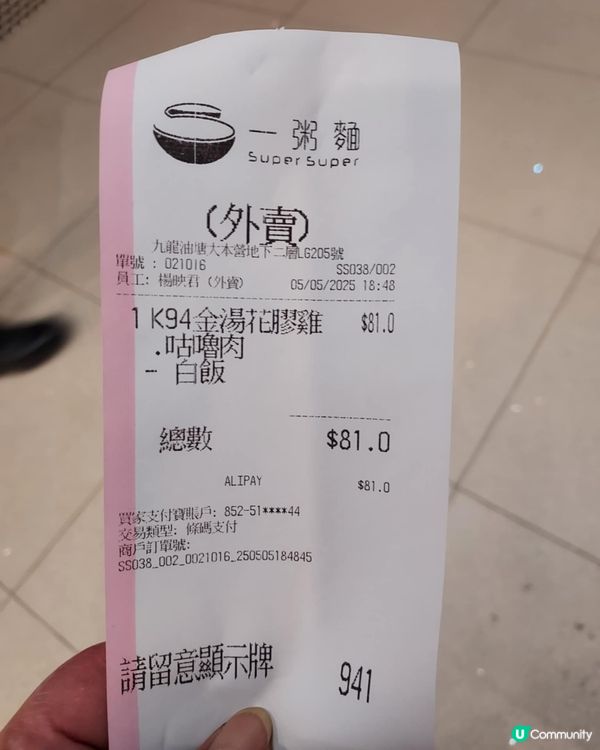 一粥麵
Super Super
(外賣)
九龍油塘大本營地下二層LG205號
單號 : 021016 SS038/002
員工: 楊映君 (外賣) 05/05/2025 18:48
1 K94金湯花膠雞 $81.0
.咕嚕肉
- 白飯
總數 $81.0
ALIPAY $81.0
買家支付寶賬戶: 852-51****44
交易類型: 條碼支付
商戶訂單號:
SS038_002_0021016_250505184845
請留意顯示牌 941
U Community